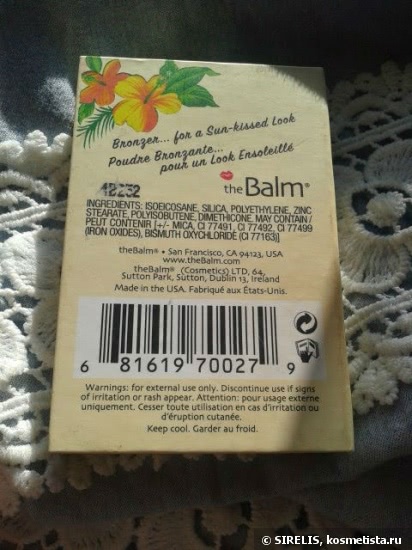 Bronzer... for a Sun-kissed Look
Poudre Bronzante...
pour un Look Ensoleillé
theBalm®
INGREDIENTS: ISOEICOSANE, SILICA, POLYETHYLENE, ZINC
STEARATE, POLYISOBUTENE, DIMETHICONE. MAY CONTAIN /
PEUT CONTENIR [+/- MICA, CI 77491, CI 77492, CI 77499
(IRON OXIDES), BISMUTH OXYCHLORIDE (CI 77163)]
theBalm® • San Francisco, CA 94123, USA
www.theBalm.com
theBalm® (Cosmetics) LTD, 64,
Sutton Park, Sutton, Dublin 13, Ireland
Made in the USA. Fabriqué aux États-Unis.
6 81619 70027 9
Warnings: for external use only. Discontinue use if signs
of irritation or rash appear. Attention: pour usage externe
uniquement. Cesser toute utilisation en cas d'irritation ou
d'éruption cutanée.
Keep cool. Garder au froid.
© SIRELIS, kosmetista.ru